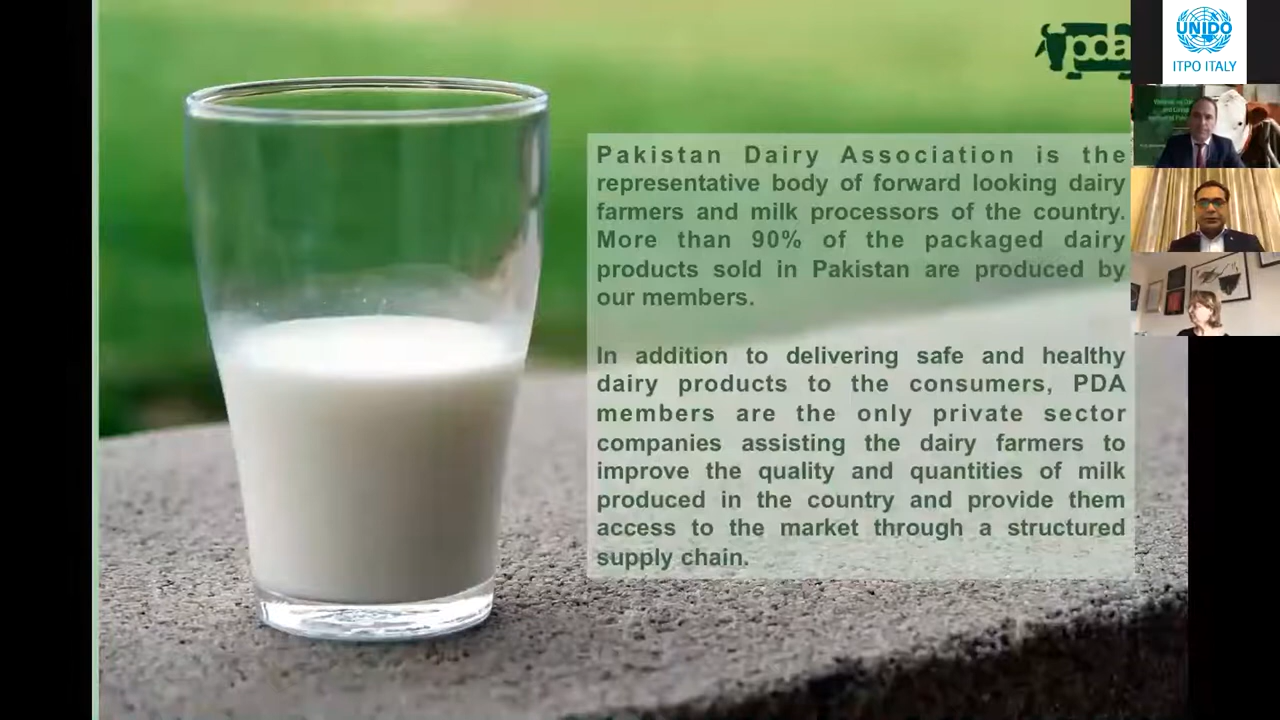 pda
UNIDO
ITPO ITALY
Pakistan Dairy Association is the
representative body of forward looking dairy
farmers and milk processors of the country.
More than 90% of the packaged dairy
products sold in Pakistan are produced by
our members.
In addition to delivering safe and healthy
dairy products to the consumers, PDA
members are the only private sector
companies assisting the dairy farmers to
improve the quality and quantities of milk
produced in the country and provide them
access to the market through a structured
supply chain.